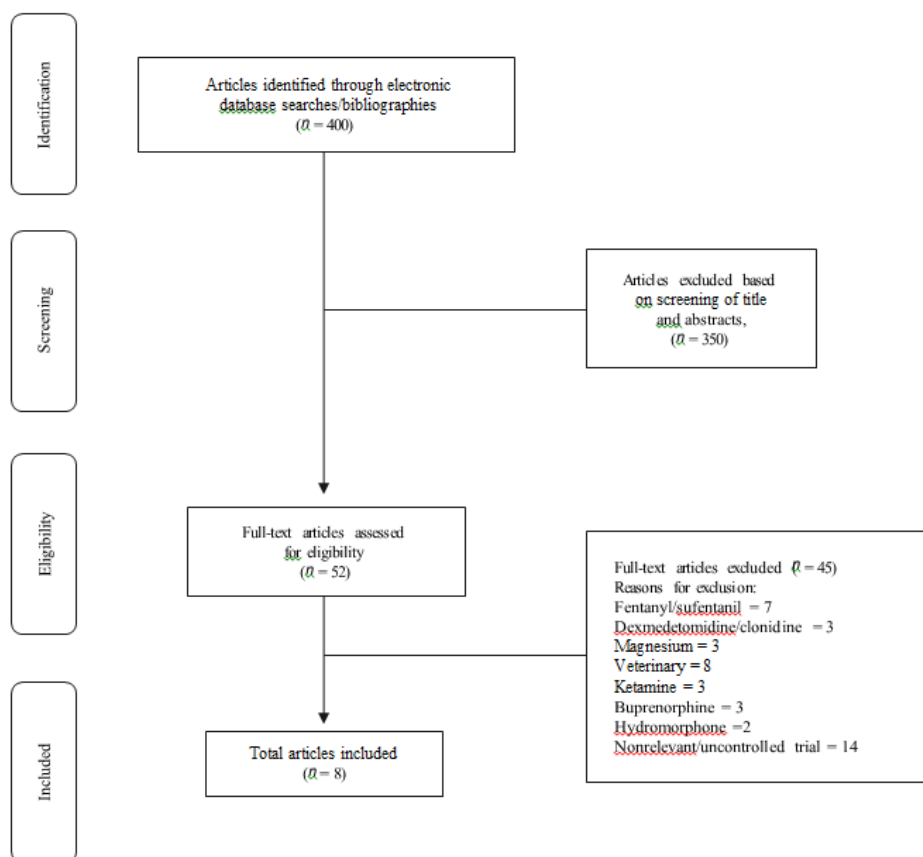 Identification
Articles identified through electronic
database searches/bibliographies
(n = 400)
Screening
Articles excluded based
on screening of title
and abstracts,
(n = 350)
Eligibility
Full-text articles assessed
for eligibility
(n = 52)
Full-text articles excluded (n = 45)
Reasons for exclusion:
Fentanyl/sufentanil = 7
Dexmedetomidine/clonidine = 3
Magnesium = 3
Veterinary = 8
Ketamine = 3
Buprenorphine = 3
Hydromorphone =2
Nonrelevant/uncontrolled trial = 14
Included
Total articles included
(n = 8)